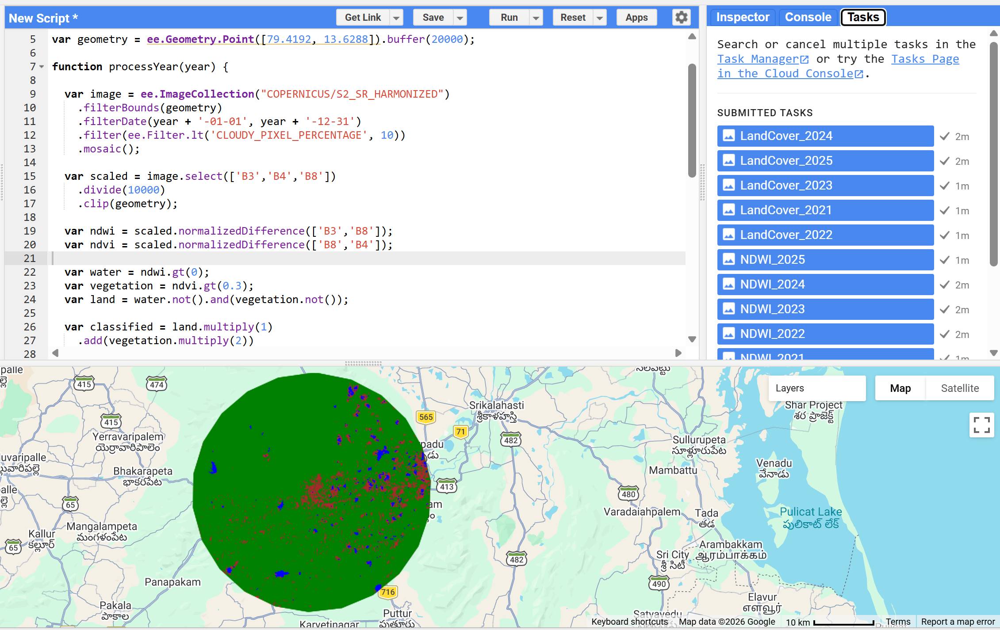 New Script *
Get Link
Save
Run
Reset
Apps
Inspector
Console
Tasks
5 var geometry = ee.Geometry.Point([79.4192, 13.6288]).buffer(20000);
6
7 function processYear(year) {
8
9 var image = ee.ImageCollection("COPERNICUS/S2_SR_HARMONIZED")
10 .filterBounds(geometry)
11 .filterDate(year + '-01-01', year + '-12-31')
12 .filter(ee.Filter.lt('CLOUDY_PIXEL_PERCENTAGE', 10))
13 .mosaic();
14
15 var scaled = image.select(['B3','B4','B8'])
16 .divide(10000)
17 .clip(geometry);
18
19 var ndwi = scaled.normalizedDifference(['B3','B8']);
20 var ndvi = scaled.normalizedDifference(['B8','B4']);
21
22 var water = ndwi.gt(0);
23 var vegetation = ndvi.gt(0.3);
24 var land = water.not().and(vegetation.not());
25
26 var classified = land.multiply(1)
27 .add(vegetation.multiply(2))
28
Search or cancel multiple tasks in the
Task Manager or try the Tasks Page
in the Cloud Console.
SUBMITTED TASKS
LandCover_2024 2m
LandCover_2025 2m
LandCover_2023 1m
LandCover_2021 1m
LandCover_2022 1m
NDWI_2025 1m
NDWI_2024 2m
NDWI_2023 2m
NDWI_2022 2m
NDWI_2021 1m
palle
415
474
415
Yerravaripalem
యెర్రావారిపాలెం
luvaripalle
లువారిపల్లె
Bhakarapeta
భాకరాపేట
alle
65
Mangalampeta
మంగళంపేట
Kallur
కల్లూర్
65
Panapakam
Pakala
పాకాల
Karvetinagar
Puttur
పుత్తూరు
716
565
71
Srikalahasti
శ్రీకాళహస్తి
482
padu
413
am
482
480
Varadaiahpalem
Tada
తడ
Sullurupeta
సూళ్లూరుపేట
Mambattu
Venadu
వేనాడు
Shar Project
శర ప్రాజెక్ట్
Pulicat Lake
పులికాట్ లేక్
Arambakkam
ஆரம்பாக்கம்
Sri City
శ్రీ సిటీ
490
Elavur
எளவூர்
Satyavedu
Layers
Map
Satellite
Keyboard shortcuts
Map data ©2026 Google
10 km
Terms
Report a map error